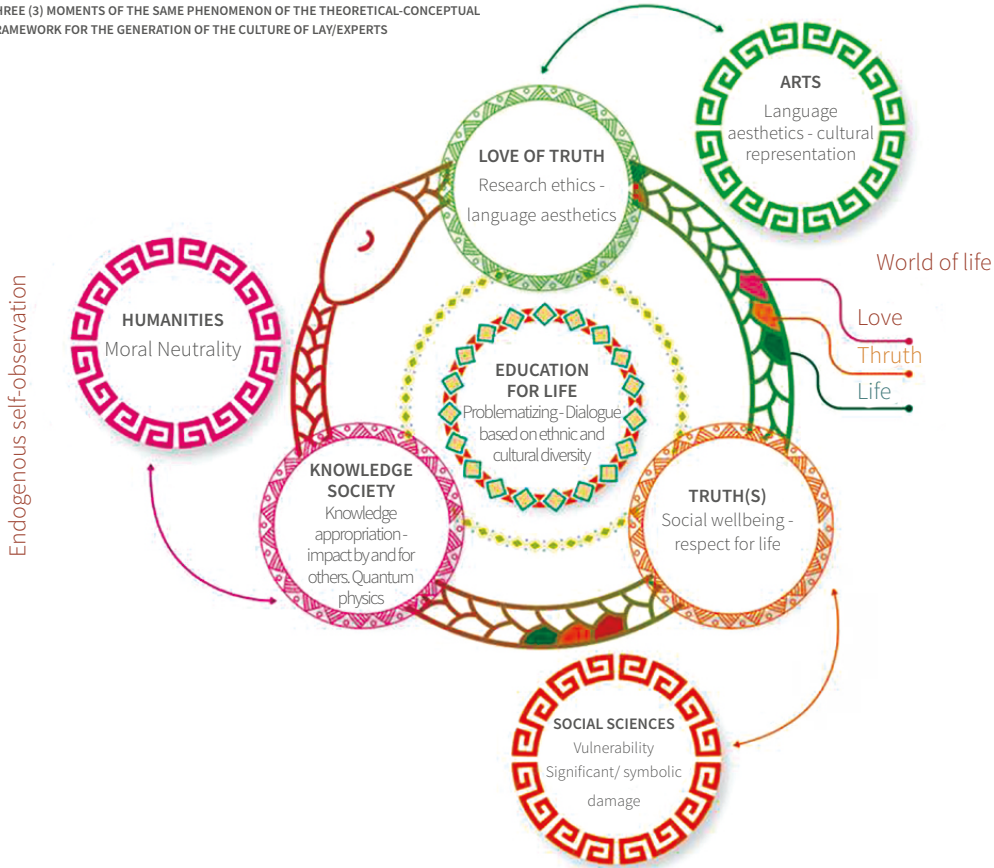 HREE (3) MOMENTS OF THE SAME PHENOMENON OF THE THEORETICAL-CONCEPTUAL
RAMEWORK FOR THE GENERATION OF THE CULTURE OF LAY/EXPERTS
ARTS
Language
aesthetics - cultural
representation
LOVE OF TRUTH
Research ethics -
language aesthetics
World of life
Love
Thruth
Life
HUMANITIES
Moral Neutrality
Endogenous self-observation
EDUCATION
FOR LIFE
Problematizing - Dialogue
based on ethnic and
cultural diversity
KNOWLEDGE
SOCIETY
Knowledge
appropriation -
impact by and for
others. Quantum
physics
TRUTH(S)
Social wellbeing -
respect for life
SOCIAL SCIENCES
Vulnerability
Significant/ symbolic
damage